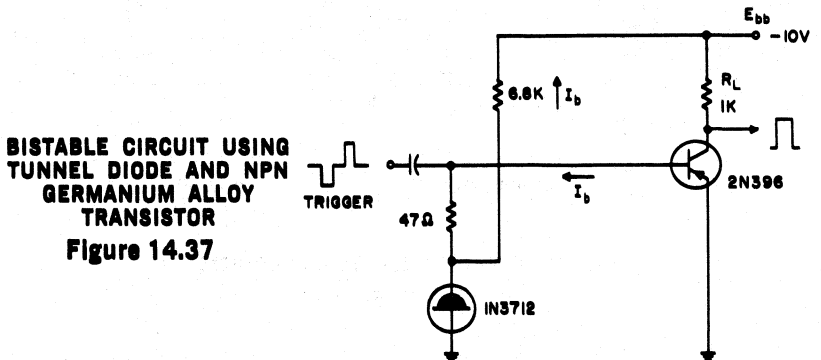 BISTABLE CIRCUIT USING
TUNNEL DIODE AND NPN
GERMANIUM ALLOY
TRANSISTOR
Figure 14.37
TRIGGER
47Ω
1N3712
6.8K
Ib
Ib
Ebb
-10V
RL
1K
2N396